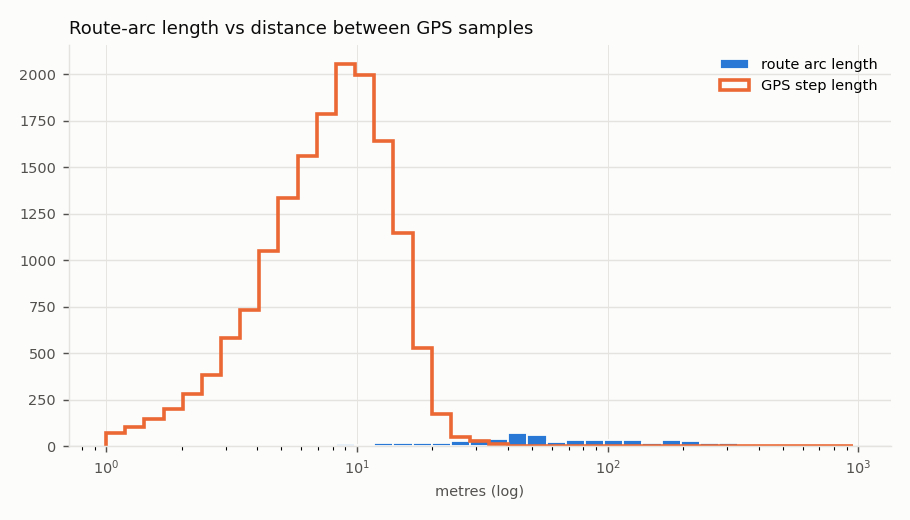 Route-arc length vs distance between GPS samples
route arc length
GPS step length
2000
1750
1500
1250
1000
750
500
250
0
10⁰ 10¹ 10² 10³
metres (log)